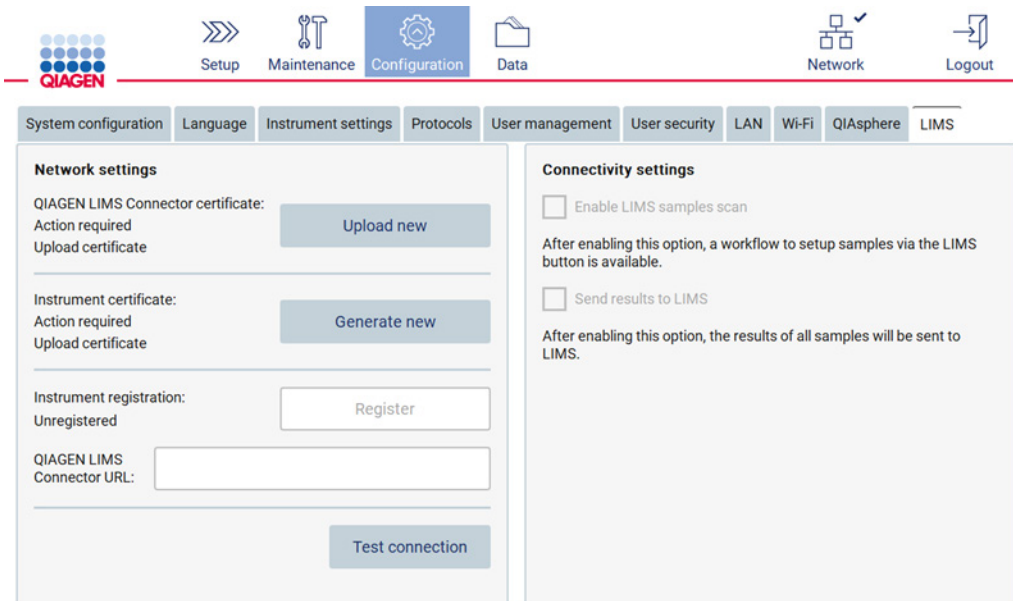 QIAGEN
Setup
Maintenance
Configuration
Data
Network
Logout
System configuration
Language
Instrument settings
Protocols
User management
User security
LAN
Wi-Fi
QIAsphere
LIMS
Network settings
QIAGEN LIMS Connector certificate:
Action required
Upload certificate
Upload new
Instrument certificate:
Action required
Upload certificate
Generate new
Instrument registration:
Unregistered
Register
QIAGEN LIMS
Connector URL:
Test connection
Connectivity settings
Enable LIMS samples scan
After enabling this option, a workflow to setup samples via the LIMS
button is available.
Send results to LIMS
After enabling this option, the results of all samples will be sent to
LIMS.